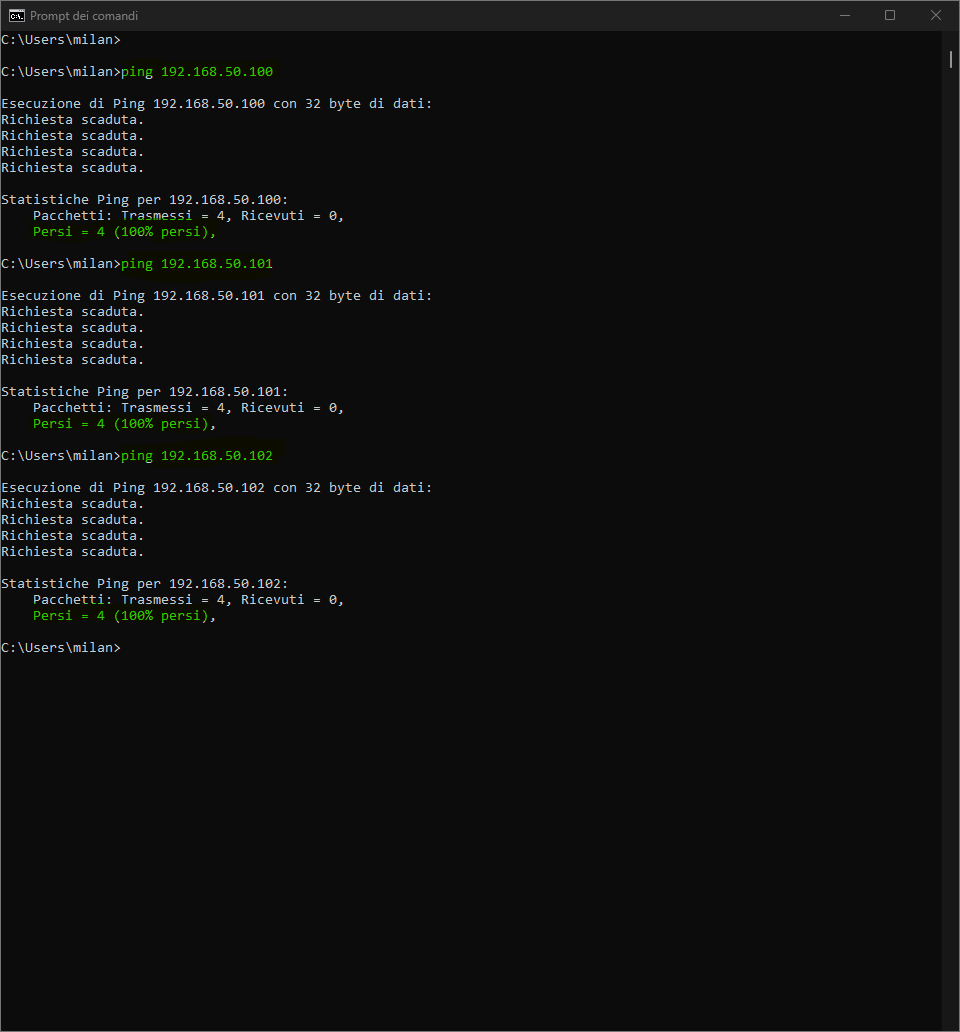 Prompt dei comandi
C:\Users\milan>
C:\Users\milan>ping 192.168.50.100
Esecuzione di Ping 192.168.50.100 con 32 byte di dati:
Richiesta scaduta.
Richiesta scaduta.
Richiesta scaduta.
Richiesta scaduta.
Statistiche Ping per 192.168.50.100:
    Pacchetti: Trasmessi = 4, Ricevuti = 0,
    Persi = 4 (100% persi),
C:\Users\milan>ping 192.168.50.101
Esecuzione di Ping 192.168.50.101 con 32 byte di dati:
Richiesta scaduta.
Richiesta scaduta.
Richiesta scaduta.
Richiesta scaduta.
Statistiche Ping per 192.168.50.101:
    Pacchetti: Trasmessi = 4, Ricevuti = 0,
    Persi = 4 (100% persi),
C:\Users\milan>ping 192.168.50.102
Esecuzione di Ping 192.168.50.102 con 32 byte di dati:
Richiesta scaduta.
Richiesta scaduta.
Richiesta scaduta.
Richiesta scaduta.
Statistiche Ping per 192.168.50.102:
    Pacchetti: Trasmessi = 4, Ricevuti = 0,
    Persi = 4 (100% persi),
C:\Users\milan>